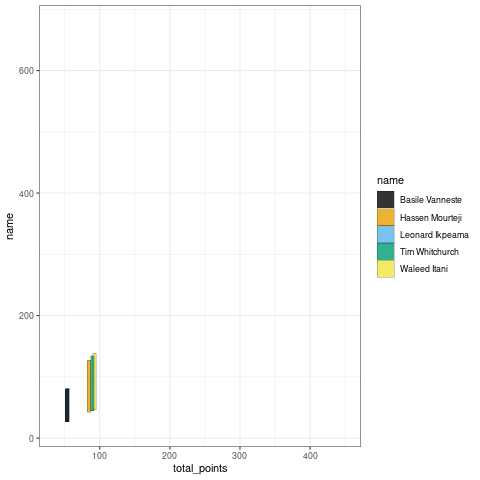 600
400
200
0
100
200
300
400
total_points
name
name
Basile Vanneste
Hassen Mourteji
Leonard Ikpeama
Tim Whitchurch
Waleed Itani